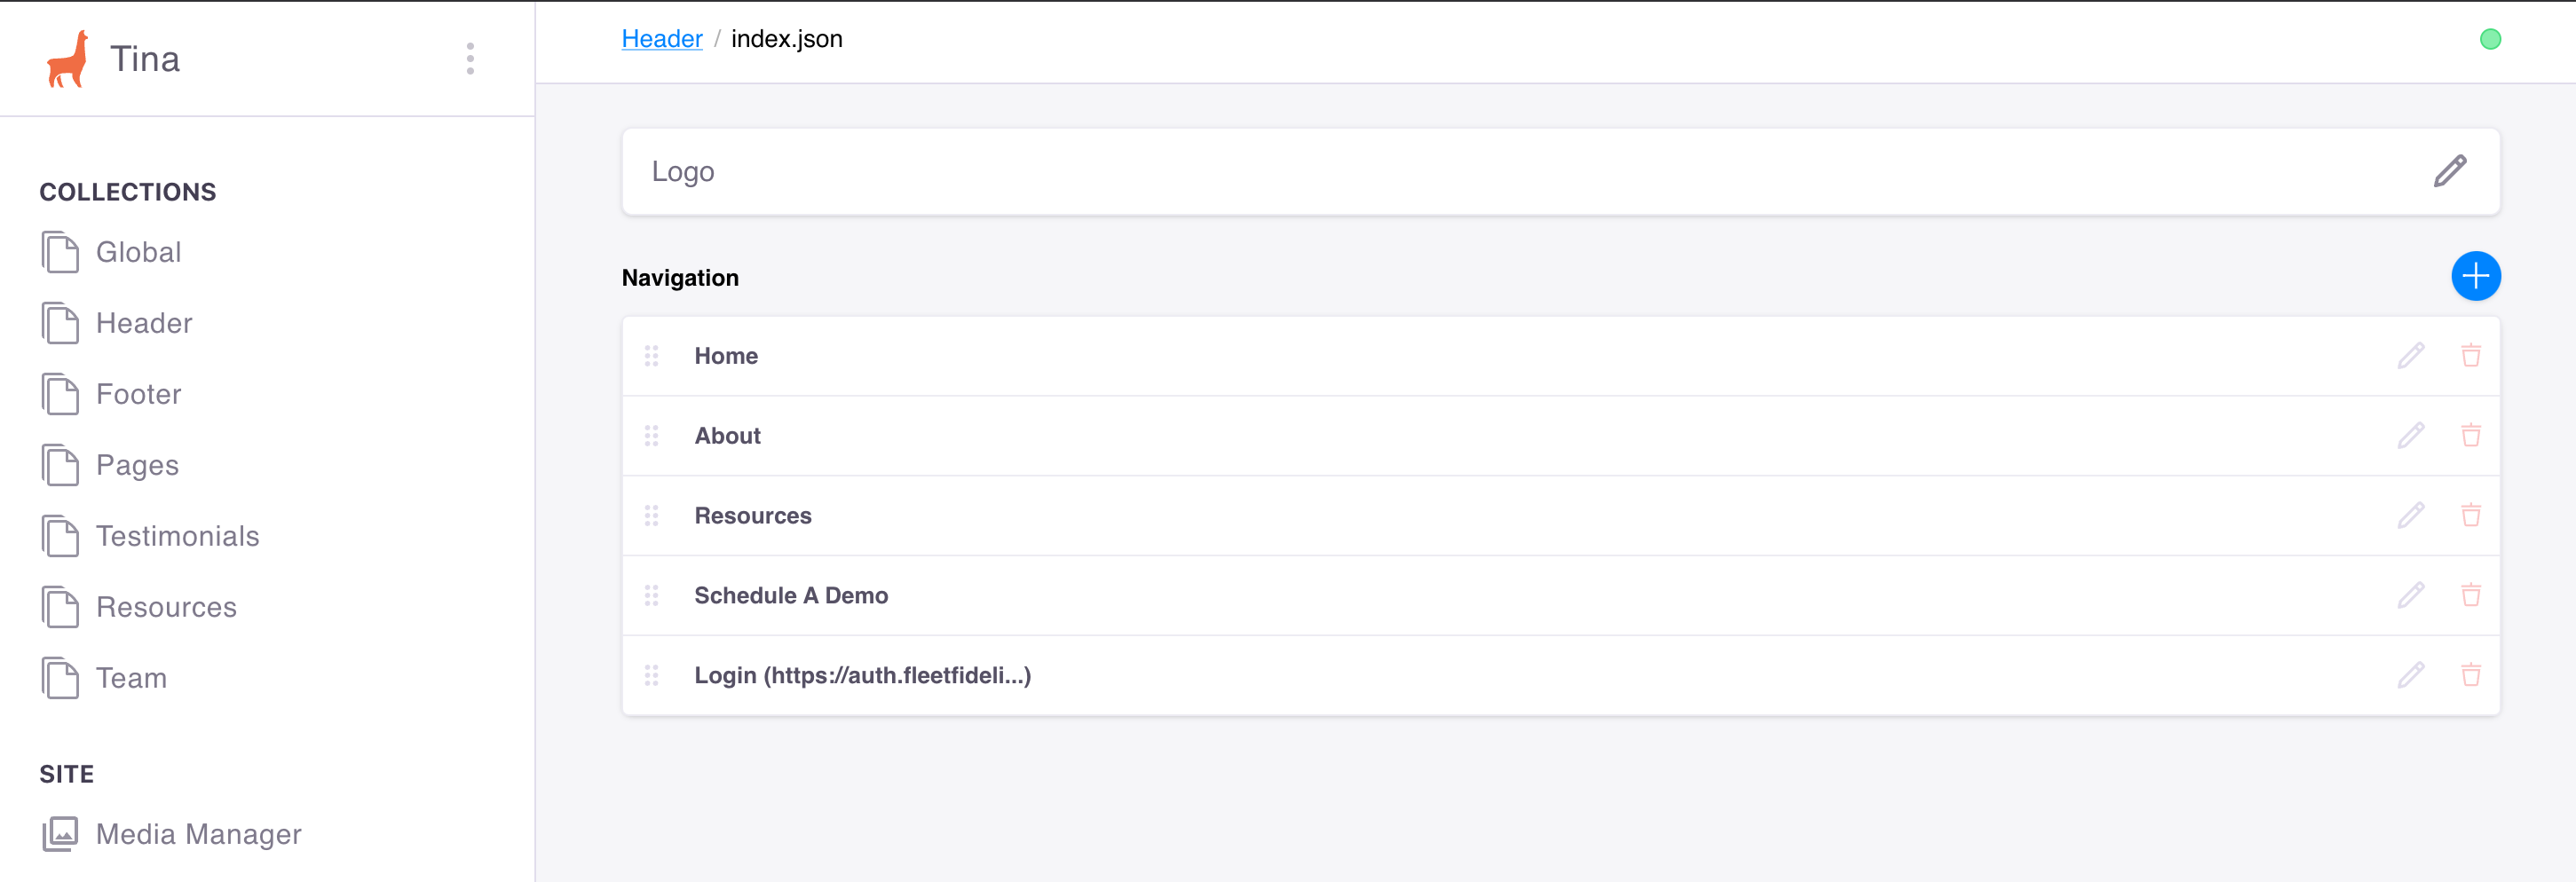 Tina
COLLECTIONS
Global
Header
Footer
Pages
Testimonials
Resources
Team
SITE
Media Manager
Header / index.json
Logo
Navigation
Home
About
Resources
Schedule A Demo
Login (https://auth.fleetfideli...)